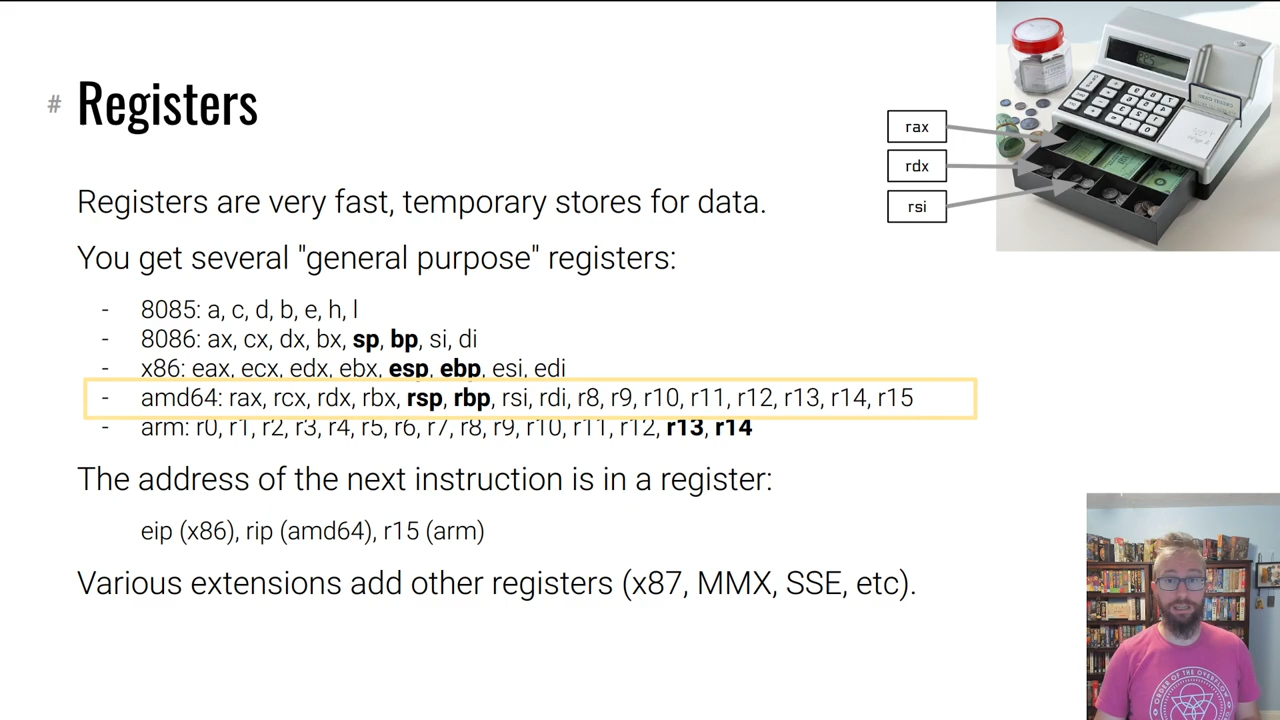 # Registers
rax
rdx
rsi
Registers are very fast, temporary stores for data.
You get several "general purpose" registers:
- 8085: a, c, d, b, e, h, l
- 8086: ax, cx, dx, bx, sp, bp, si, di
- x86: eax, ecx, edx, ebx, esp, ebp, esi, edi
- amd64: rax, rcx, rdx, rbx, rsp, rbp, rsi, rdi, r8, r9, r10, r11, r12, r13, r14, r15
- arm: r0, r1, r2, r3, r4, r5, r6, r7, r8, r9, r10, r11, r12, r13, r14
The address of the next instruction is in a register:
eip (x86), rip (amd64), r15 (arm)
Various extensions add other registers (x87, MMX, SSE, etc).
ORDER OF THE OVERFLOW